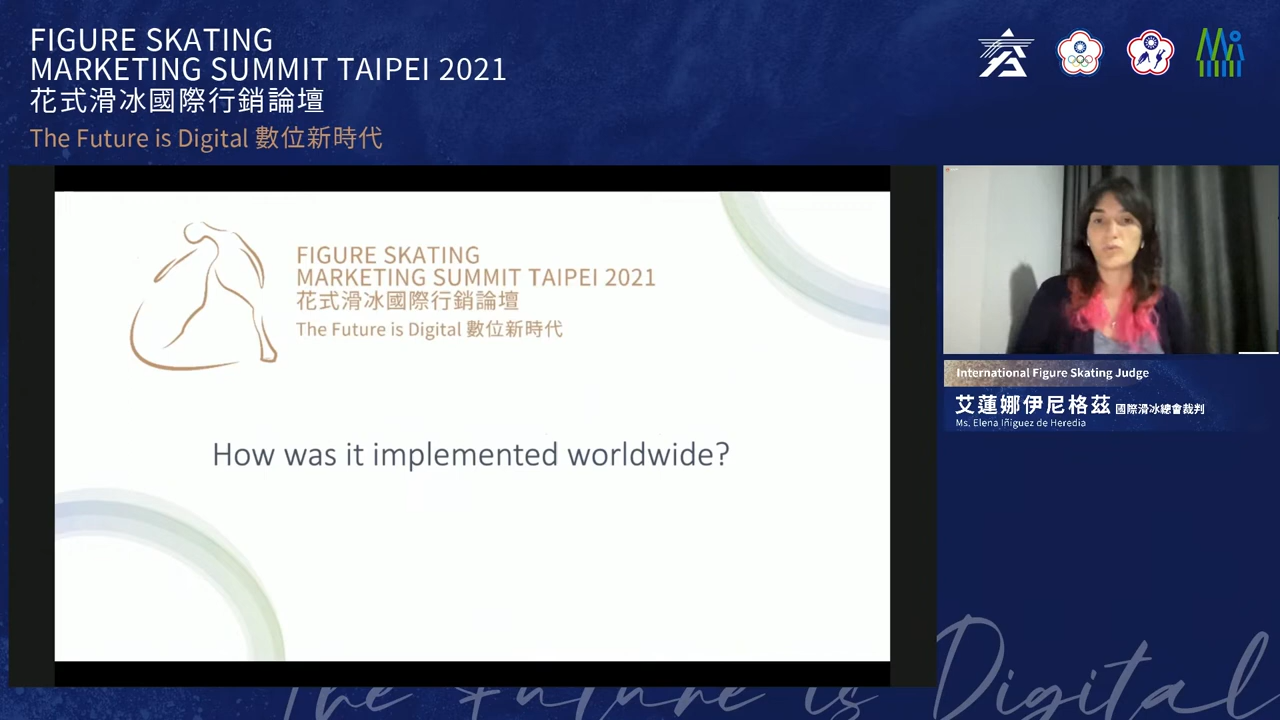 FIGURE SKATING
MARKETING SUMMIT TAIPEI 2021
花式滑冰國際行銷論壇
The Future is Digital 數位新時代
FIGURE SKATING
MARKETING SUMMIT TAIPEI 2021
花式滑冰國際行銷論壇
The Future is Digital 數位新時代
How was it implemented worldwide?
International Figure Skating Judge
艾蓮娜伊尼格茲 國際滑冰總會裁判
Ms. Elena Iñiguez de Heredia
The Future is Digital